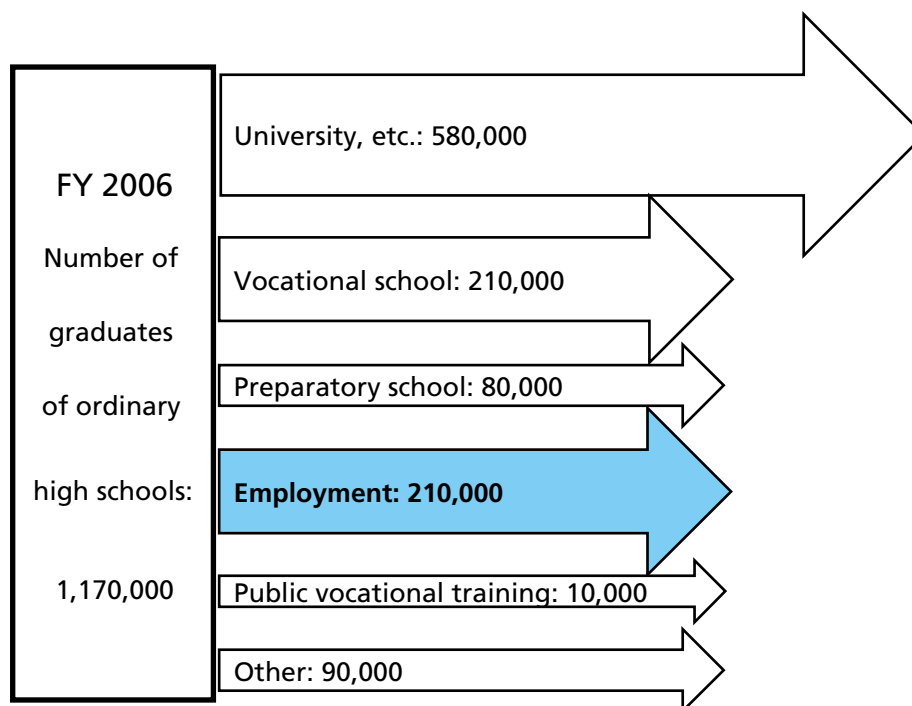 FY 2006
Number of
graduates
of ordinary
high schools:
1,170,000
University, etc.: 580,000
Vocational school: 210,000
Preparatory school: 80,000
Employment: 210,000
Public vocational training: 10,000
Other: 90,000